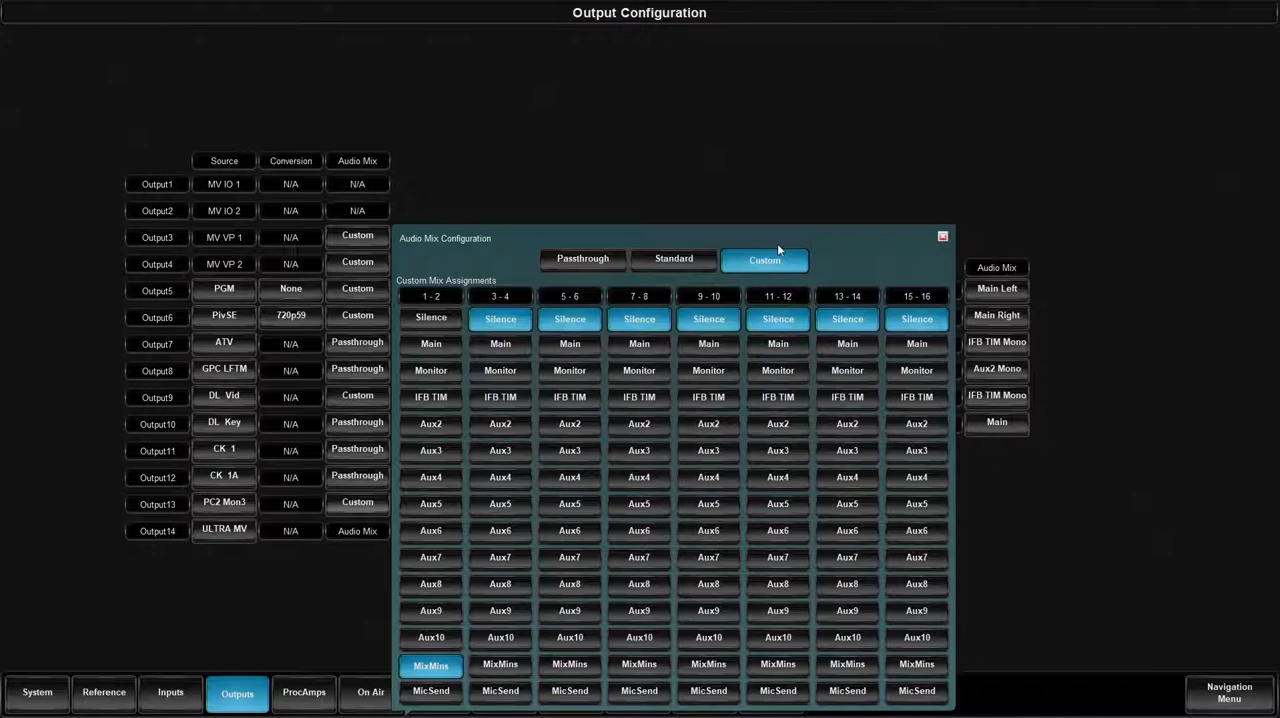 Output Configuration
Source Conversion Audio Mix
Output1 MV IO 1 N/A N/A
Output2 MV IO 2 N/A N/A
Output3 MV VP 1 N/A Custom
Output4 MV VP 2 N/A Custom
Output5 PGM None Custom
Output6 PivSE 720p59 Custom
Output7 ATV N/A Passthrough
Output8 GPC LFTM N/A Passthrough
Output9 DL Vid N/A Custom
Output10 DL Key N/A Passthrough
Output11 CK 1 N/A Passthrough
Output12 CK 1A N/A Passthrough
Output13 PC2 Mon3 N/A Custom
Output14 ULTRA MV N/A Audio Mix
Audio Mix Configuration
Passthrough Standard Custom
Custom Mix Assignments
1 - 2 3 - 4 5 - 6 7 - 8 9 - 10 11 - 12 13 - 14 15 - 16
Silence Silence Silence Silence Silence Silence Silence Silence
Main Main Main Main Main Main Main Main
Monitor Monitor Monitor Monitor Monitor Monitor Monitor Monitor
IFB TIM IFB TIM IFB TIM IFB TIM IFB TIM IFB TIM IFB TIM IFB TIM
Aux2 Aux2 Aux2 Aux2 Aux2 Aux2 Aux2 Aux2
Aux3 Aux3 Aux3 Aux3 Aux3 Aux3 Aux3 Aux3
Aux4 Aux4 Aux4 Aux4 Aux4 Aux4 Aux4 Aux4
Aux5 Aux5 Aux5 Aux5 Aux5 Aux5 Aux5 Aux5
Aux6 Aux6 Aux6 Aux6 Aux6 Aux6 Aux6 Aux6
Aux7 Aux7 Aux7 Aux7 Aux7 Aux7 Aux7 Aux7
Aux8 Aux8 Aux8 Aux8 Aux8 Aux8 Aux8 Aux8
Aux9 Aux9 Aux9 Aux9 Aux9 Aux9 Aux9 Aux9
Aux10 Aux10 Aux10 Aux10 Aux10 Aux10 Aux10 Aux10
MixMins MixMins MixMins MixMins MixMins MixMins MixMins MixMins
MicSend MicSend MicSend MicSend MicSend MicSend MicSend MicSend
Audio Mix
Main Left
Main Right
IFB TIM Mono
Aux2 Mono
IFB TIM Mono
Main
System Reference Inputs Outputs ProcAmps On Air
Navigation
Menu